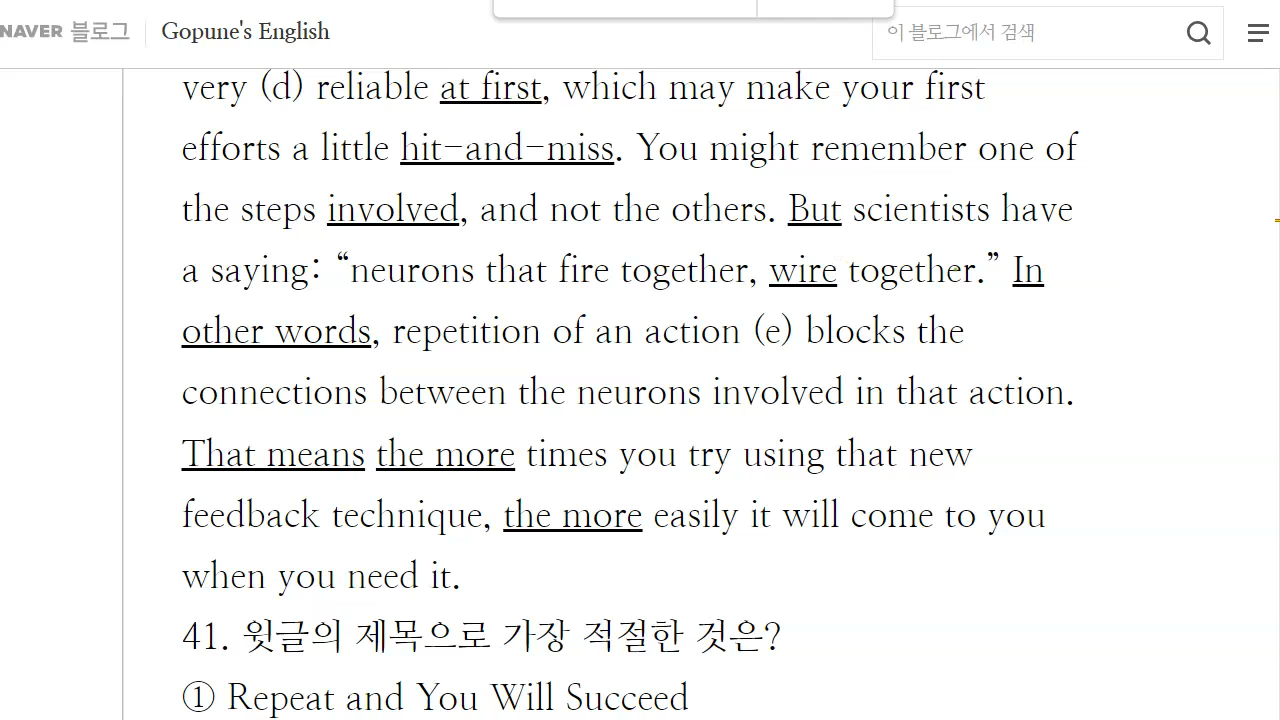 NAVER 블로그 Gopune's English 이 블로그에서 검색
very (d) reliable at first, which may make your first
efforts a little hit-and-miss. You might remember one of
the steps involved, and not the others. But scientists have
a saying: “neurons that fire together, wire together.” In
other words, repetition of an action (e) blocks the
connections between the neurons involved in that action.
That means the more times you try using that new
feedback technique, the more easily it will come to you
when you need it.
41. 윗글의 제목으로 가장 적절한 것은?
① Repeat and You Will Succeed